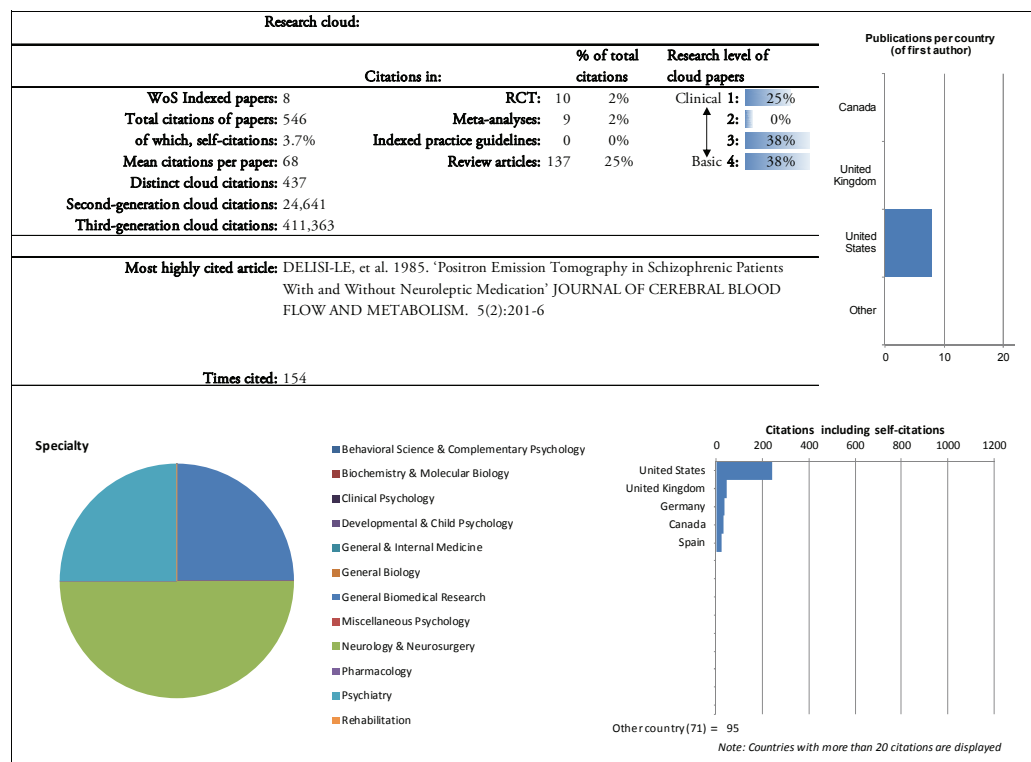 Research cloud:
Citations in:
% of total
citations
Research level of
cloud papers
WoS Indexed papers: 8
RCT: 10 2%
Clinical 1: 25%
Total citations of papers: 546
Meta-analyses: 9 2%
2: 0%
of which, self-citations: 3.7%
Indexed practice guidelines: 0 0%
3: 38%
Mean citations per paper: 68
Review articles: 137 25%
Basic 4: 38%
Distinct cloud citations: 437
Second-generation cloud citations: 24,641
Third-generation cloud citations: 411,363
Most highly cited article: DELISI-LE, et al. 1985. ‘Positron Emission Tomography in Schizophrenic Patients
With and Without Neuroleptic Medication’ JOURNAL OF CEREBRAL BLOOD
FLOW AND METABOLISM. 5(2):201-6
Times cited: 154
Publications per country
(of first author)
Canada
United
Kingdom
United
States
Other
0 10 20
Specialty
Behavioral Science & Complementary Psychology
Biochemistry & Molecular Biology
Clinical Psychology
Developmental & Child Psychology
General & Internal Medicine
General Biology
General Biomedical Research
Miscellaneous Psychology
Neurology & Neurosurgery
Pharmacology
Psychiatry
Rehabilitation
Citations including self-citations
0 200 400 600 800 1000 1200
United States
United Kingdom
Germany
Canada
Spain
Other country (71) = 95
Note: Countries with more than 20 citations are displayed